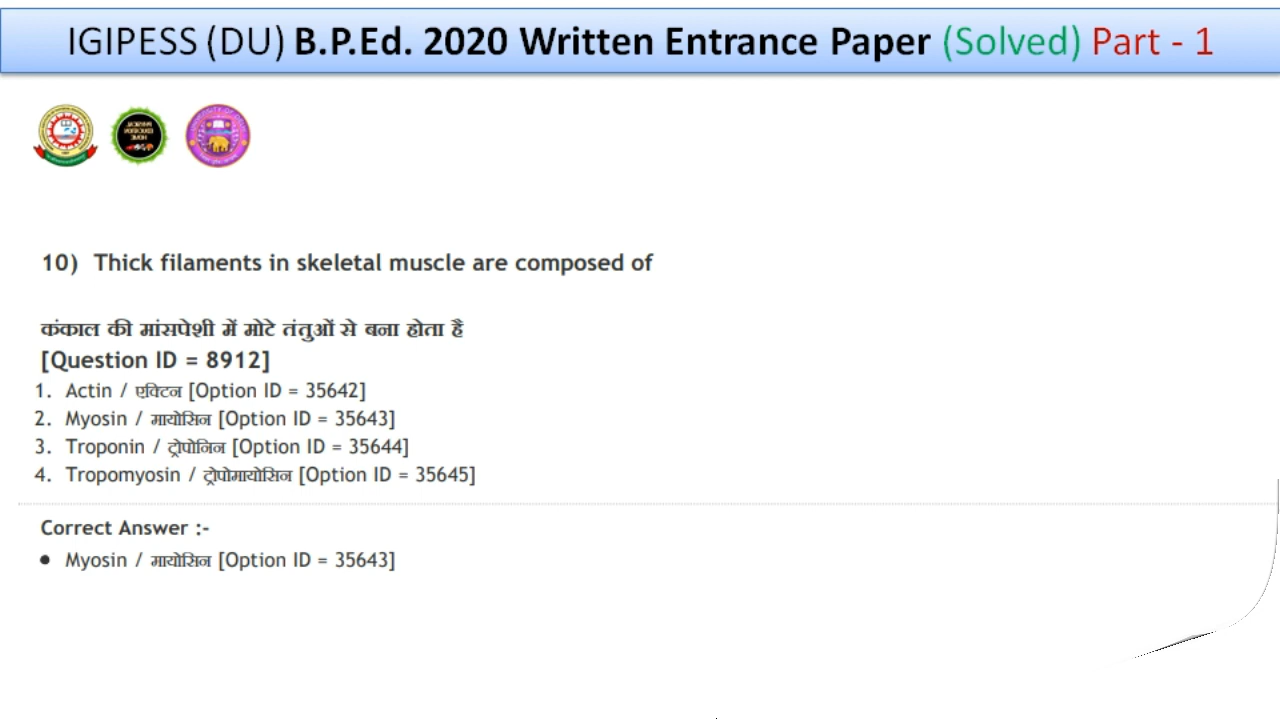 IGIPESS (DU) B.P.Ed. 2020 Written Entrance Paper (Solved) Part - 1
10) Thick filaments in skeletal muscle are composed of
कंकाल की मांसपेशी में मोटे तंतुओं से बना होता है
[Question ID = 8912]
1. Actin / एक्टिन [Option ID = 35642]
2. Myosin / मायोसिन [Option ID = 35643]
3. Troponin / ट्रोपोनिन [Option ID = 35644]
4. Tropomyosin / ट्रोपोमायोसिन [Option ID = 35645]
Correct Answer :-
• Myosin / मायोसिन [Option ID = 35643]